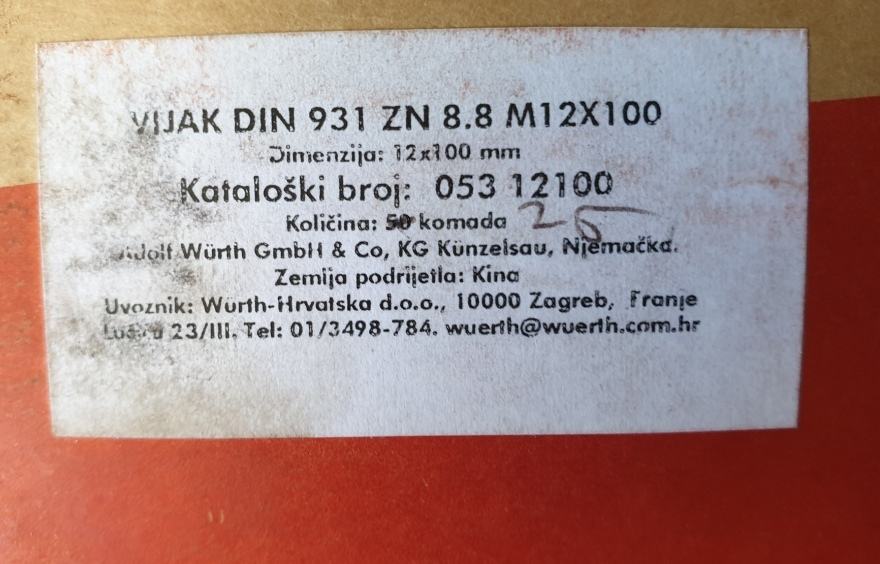 VIJAK DIN 931 ZN 8.8 M12X100
Dimenzija: 12x100 mm
Kataloški broj: 053 12100
Količina: 50 komada 25
Adolf Würth GmbH & Co, KG Künzelsau, Njemačka.
Zemlja podrijetla: Kina
Uvoznik: Würth-Hrvatska d.o.o., 10000 Zagreb, Franje
23/III. Tel: 01/3498-784. wuerth@wuerth.com.hr